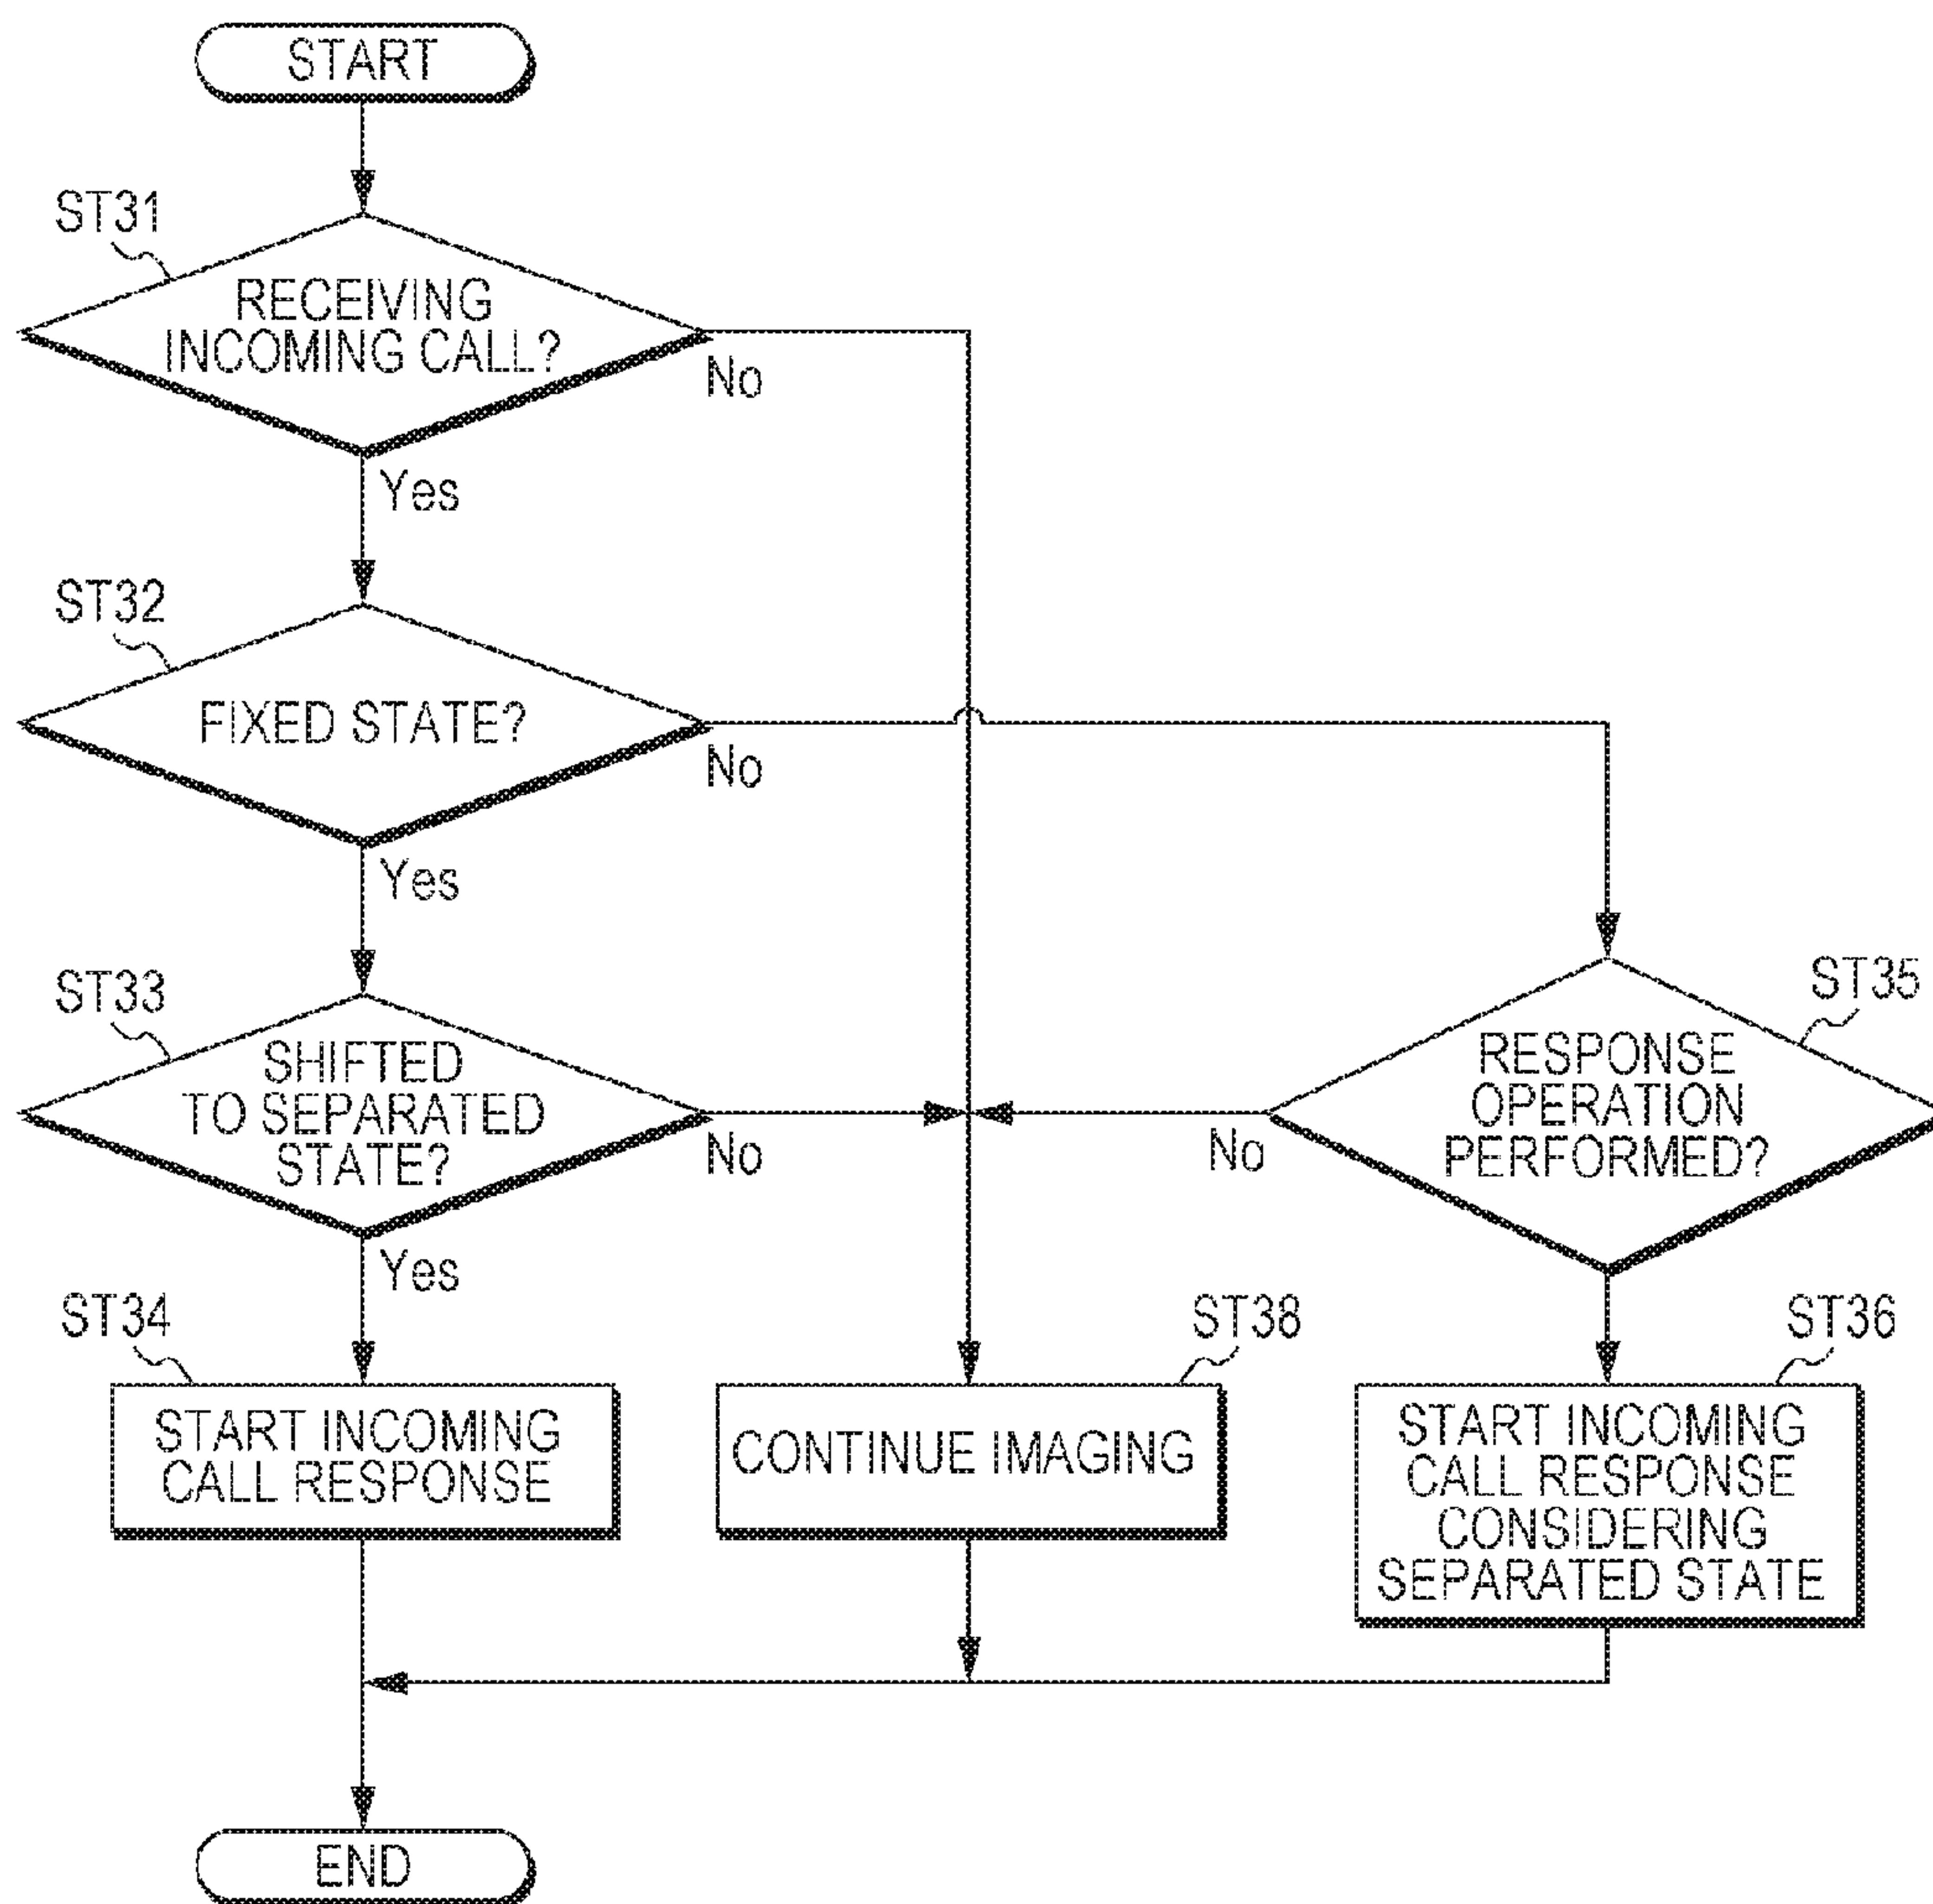 START
ST31
RECEIVING
INCOMING CALL?
No
Yes
ST32
FIXED STATE?
No
Yes
ST33
SHIFTED
TO SEPARATED
STATE?
No
Yes
ST35
RESPONSE
OPERATION
PERFORMED?
No
ST34
START INCOMING
CALL RESPONSE
ST38
CONTINUE IMAGING
ST36
START INCOMING
CALL RESPONSE
CONSIDERING
SEPARATED STATE
END